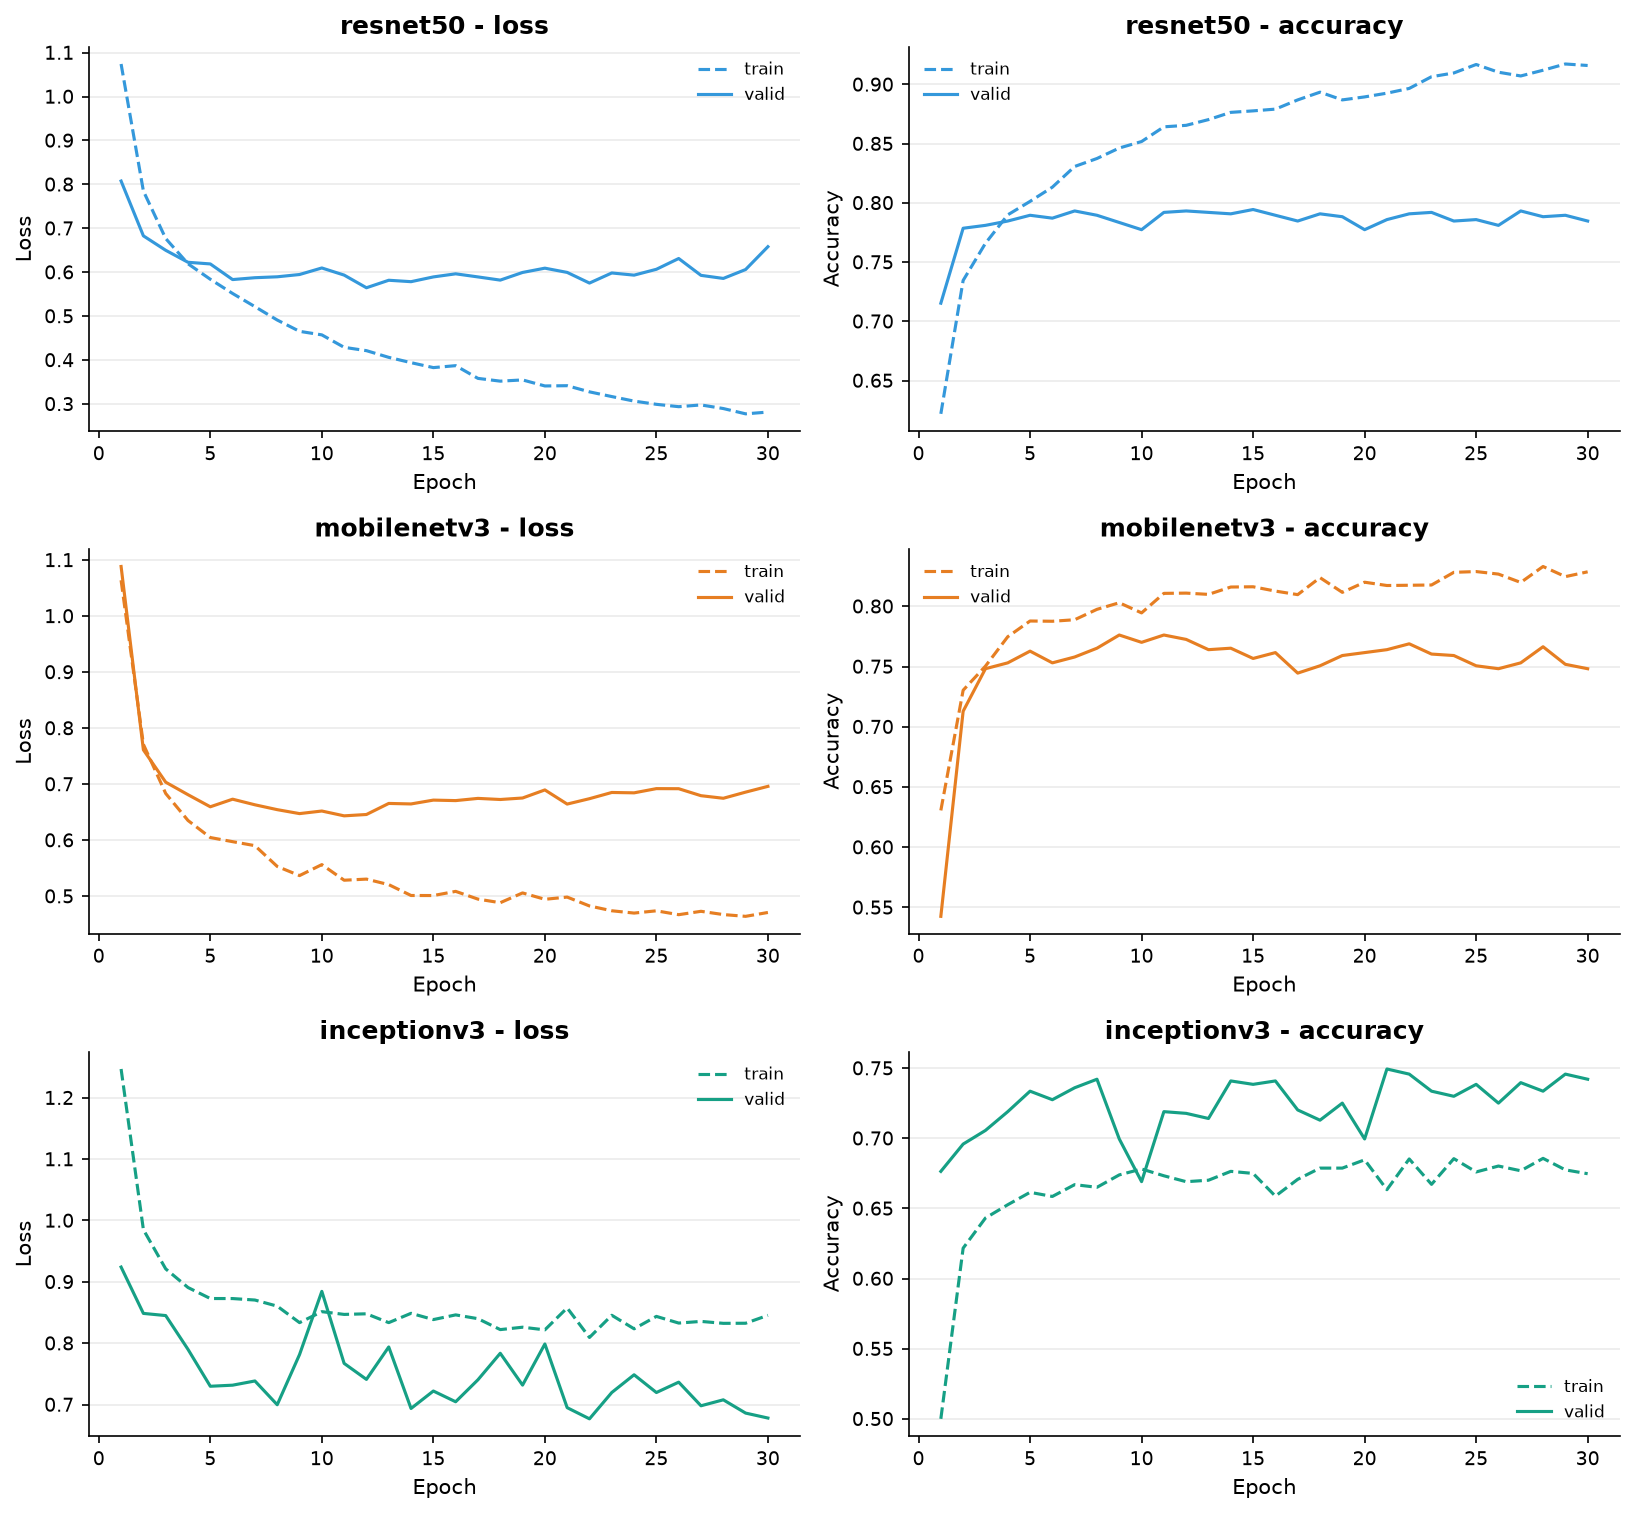 resnet50 - loss
1.1
1.0
0.9
0.8
0.7
0.6
0.5
0.4
0.3
Loss
train
valid
0 5 10 15 20 25 30
Epoch
resnet50 - accuracy
0.90
0.85
0.80
0.75
0.70
0.65
Accuracy
train
valid
0 5 10 15 20 25 30
Epoch
mobilenetv3 - loss
1.1
1.0
0.9
0.8
0.7
0.6
0.5
Loss
train
valid
0 5 10 15 20 25 30
Epoch
mobilenetv3 - accuracy
0.80
0.75
0.70
0.65
0.60
0.55
Accuracy
train
valid
0 5 10 15 20 25 30
Epoch
inceptionv3 - loss
1.2
1.1
1.0
0.9
0.8
0.7
Loss
train
valid
0 5 10 15 20 25 30
Epoch
inceptionv3 - accuracy
0.75
0.70
0.65
0.60
0.55
0.50
Accuracy
train
valid
0 5 10 15 20 25 30
Epoch